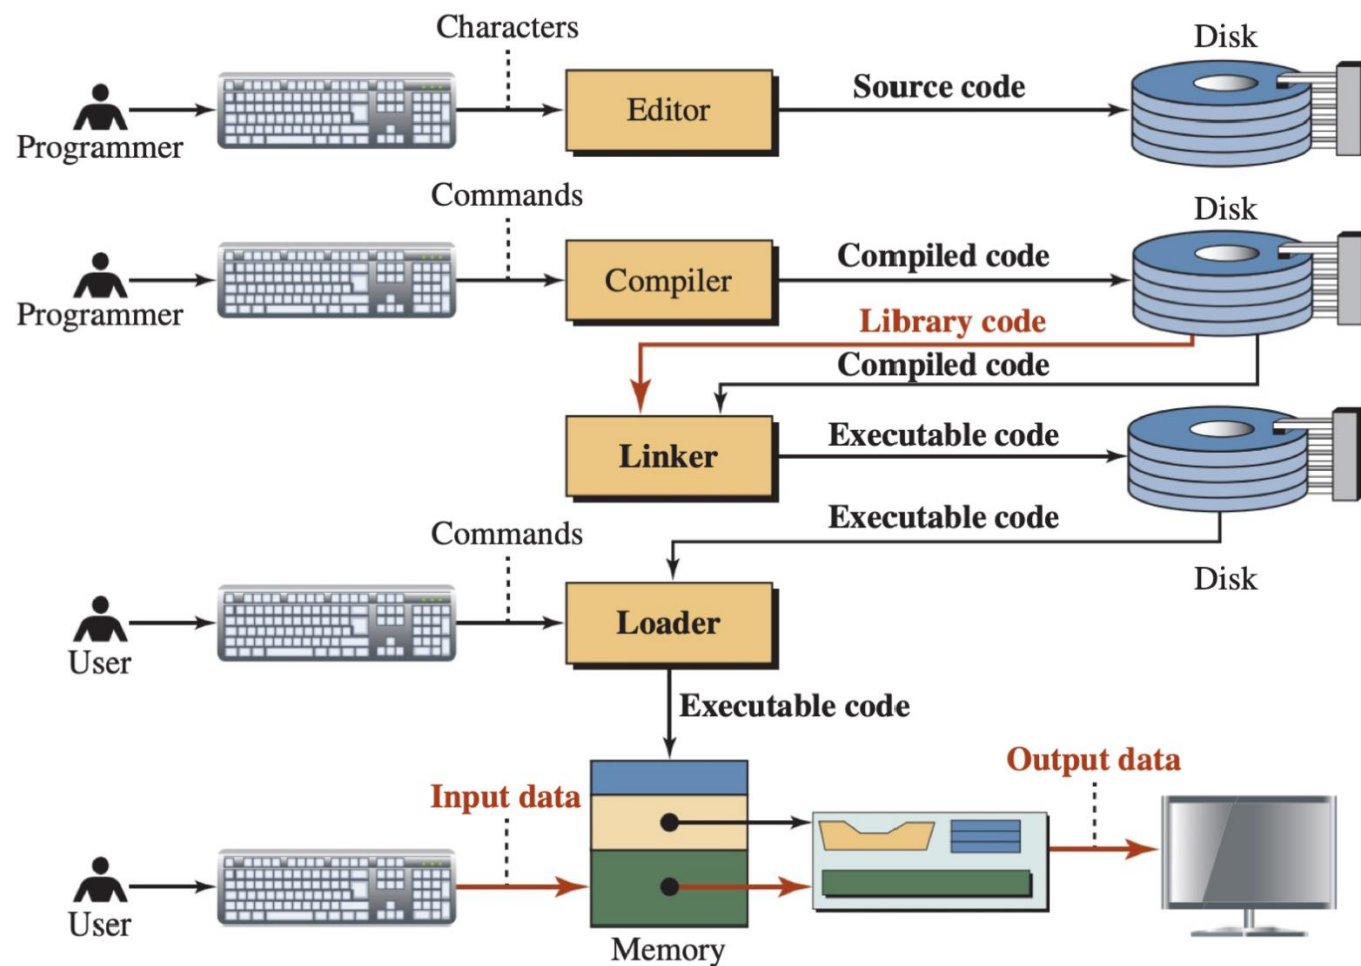 Characters
Disk
Editor
Source code
Programmer
Commands
Disk
Compiler
Compiled code
Programmer
Library code
Compiled code
Linker
Executable code
Executable code
Commands
Disk
Loader
User
Executable code
Output data
Input data
User
Memory